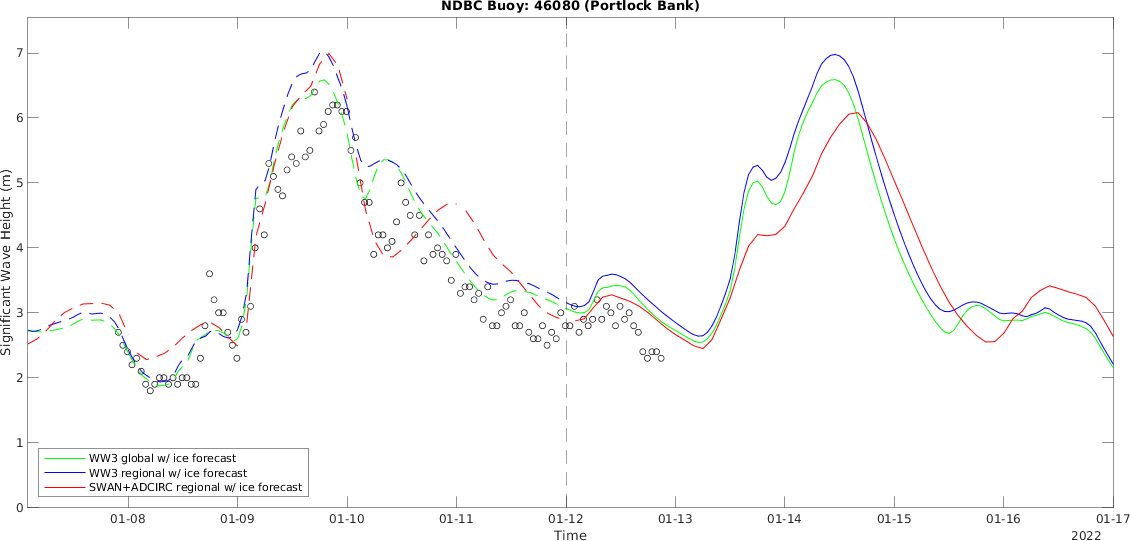 NDBC Buoy: 46080 (Portlock Bank)
Significant Wave Height (m)
7
6
5
4
3
2
1
0
WW3 global w/ ice forecast
WW3 regional w/ ice forecast
SWAN+ADCIRC regional w/ ice forecast
01-08 01-09 01-10 01-11 01-12 01-13 01-14 01-15 01-16 01-17
Time
2022